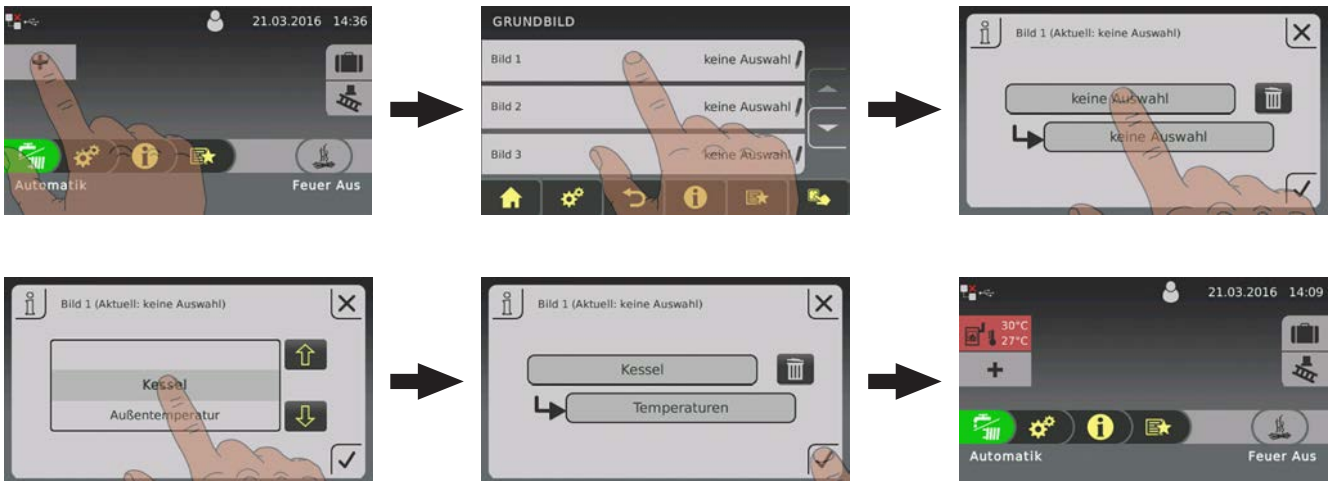 21.03.2016 14:36
Automatik
Feuer Aus
GRUNDBILD
Bild 1 keine Auswahl
Bild 2 keine Auswahl
Bild 3 keine Auswahl
Bild 1 (Aktuell: keine Auswahl)
keine Auswahl
keine Auswahl
Bild 1 (Aktuell: keine Auswahl)
Kessel
Außentemperatur
Bild 1 (Aktuell: keine Auswahl)
Kessel
Temperaturen
21.03.2016 14:09
30°C
27°C
Automatik
Feuer Aus